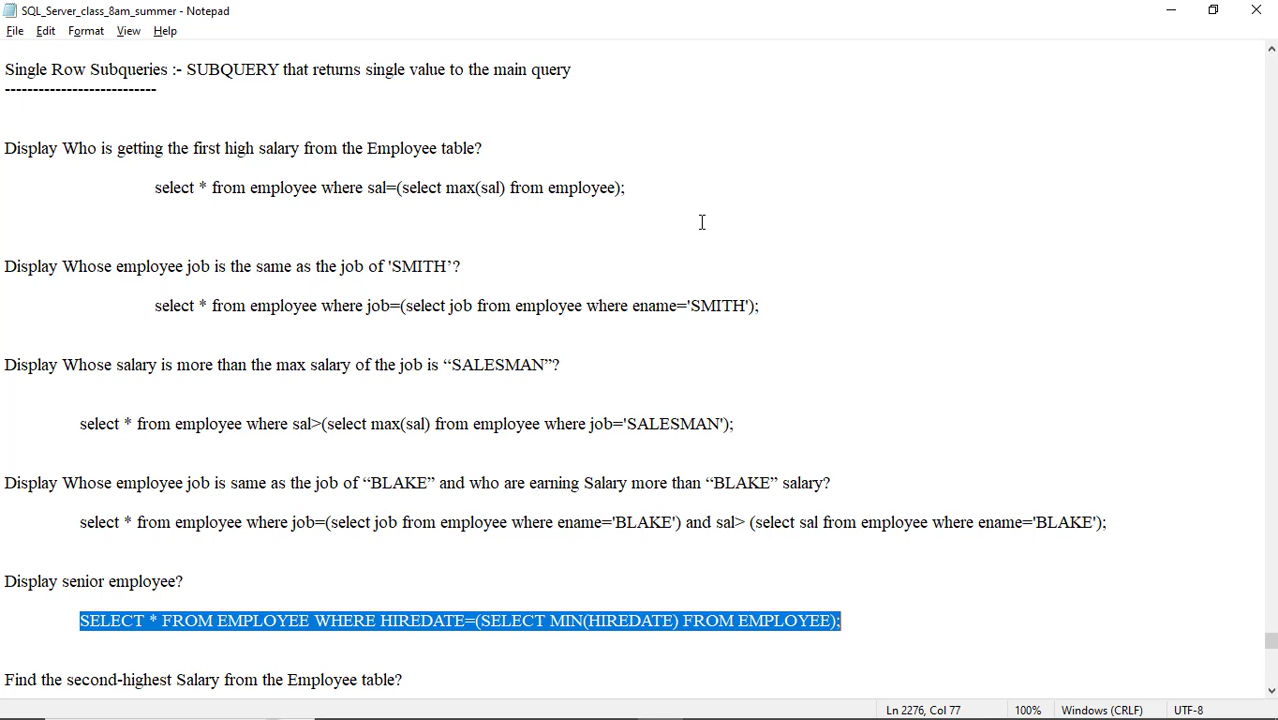 SQL_Server_class_8am_summer - Notepad
File Edit Format View Help
Single Row Subqueries :- SUBQUERY that returns single value to the main query
---------------------------
Display Who is getting the first high salary from the Employee table?
select * from employee where sal=(select max(sal) from employee);
Display Whose employee job is the same as the job of 'SMITH’?
select * from employee where job=(select job from employee where ename='SMITH');
Display Whose salary is more than the max salary of the job is “SALESMAN”?
select * from employee where sal>(select max(sal) from employee where job='SALESMAN');
Display Whose employee job is same as the job of “BLAKE” and who are earning Salary more than “BLAKE” salary?
select * from employee where job=(select job from employee where ename='BLAKE') and sal> (select sal from employee where ename='BLAKE');
Display senior employee?
SELECT * FROM EMPLOYEE WHERE HIREDATE=(SELECT MIN(HIREDATE) FROM EMPLOYEE);
Find the second-highest Salary from the Employee table?
Ln 2276, Col 77 100% Windows (CRLF) UTF-8